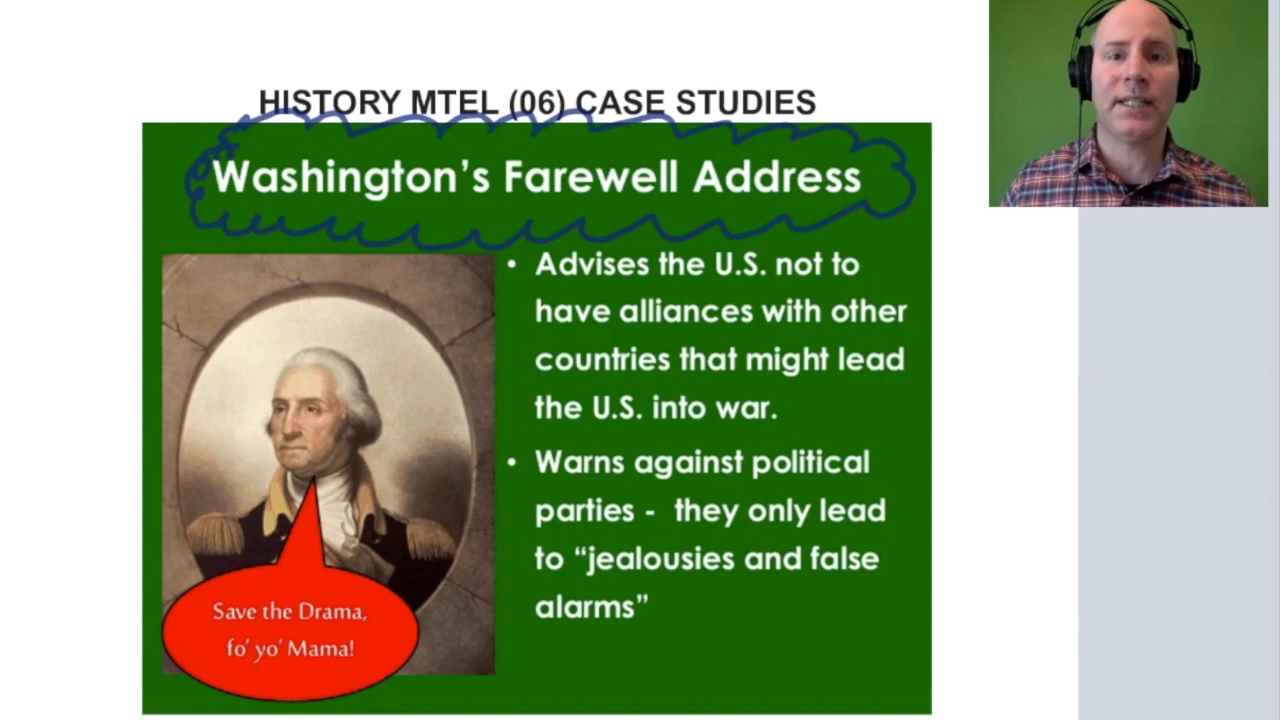 HISTORY MTEL (06) CASE STUDIES
Washington's Farewell Address
• Advises the U.S. not to
have alliances with other
countries that might lead
the U.S. into war.
• Warns against political
parties - they only lead
to “jealousies and false
alarms”
Save the Drama,
fo' yo' Mama!